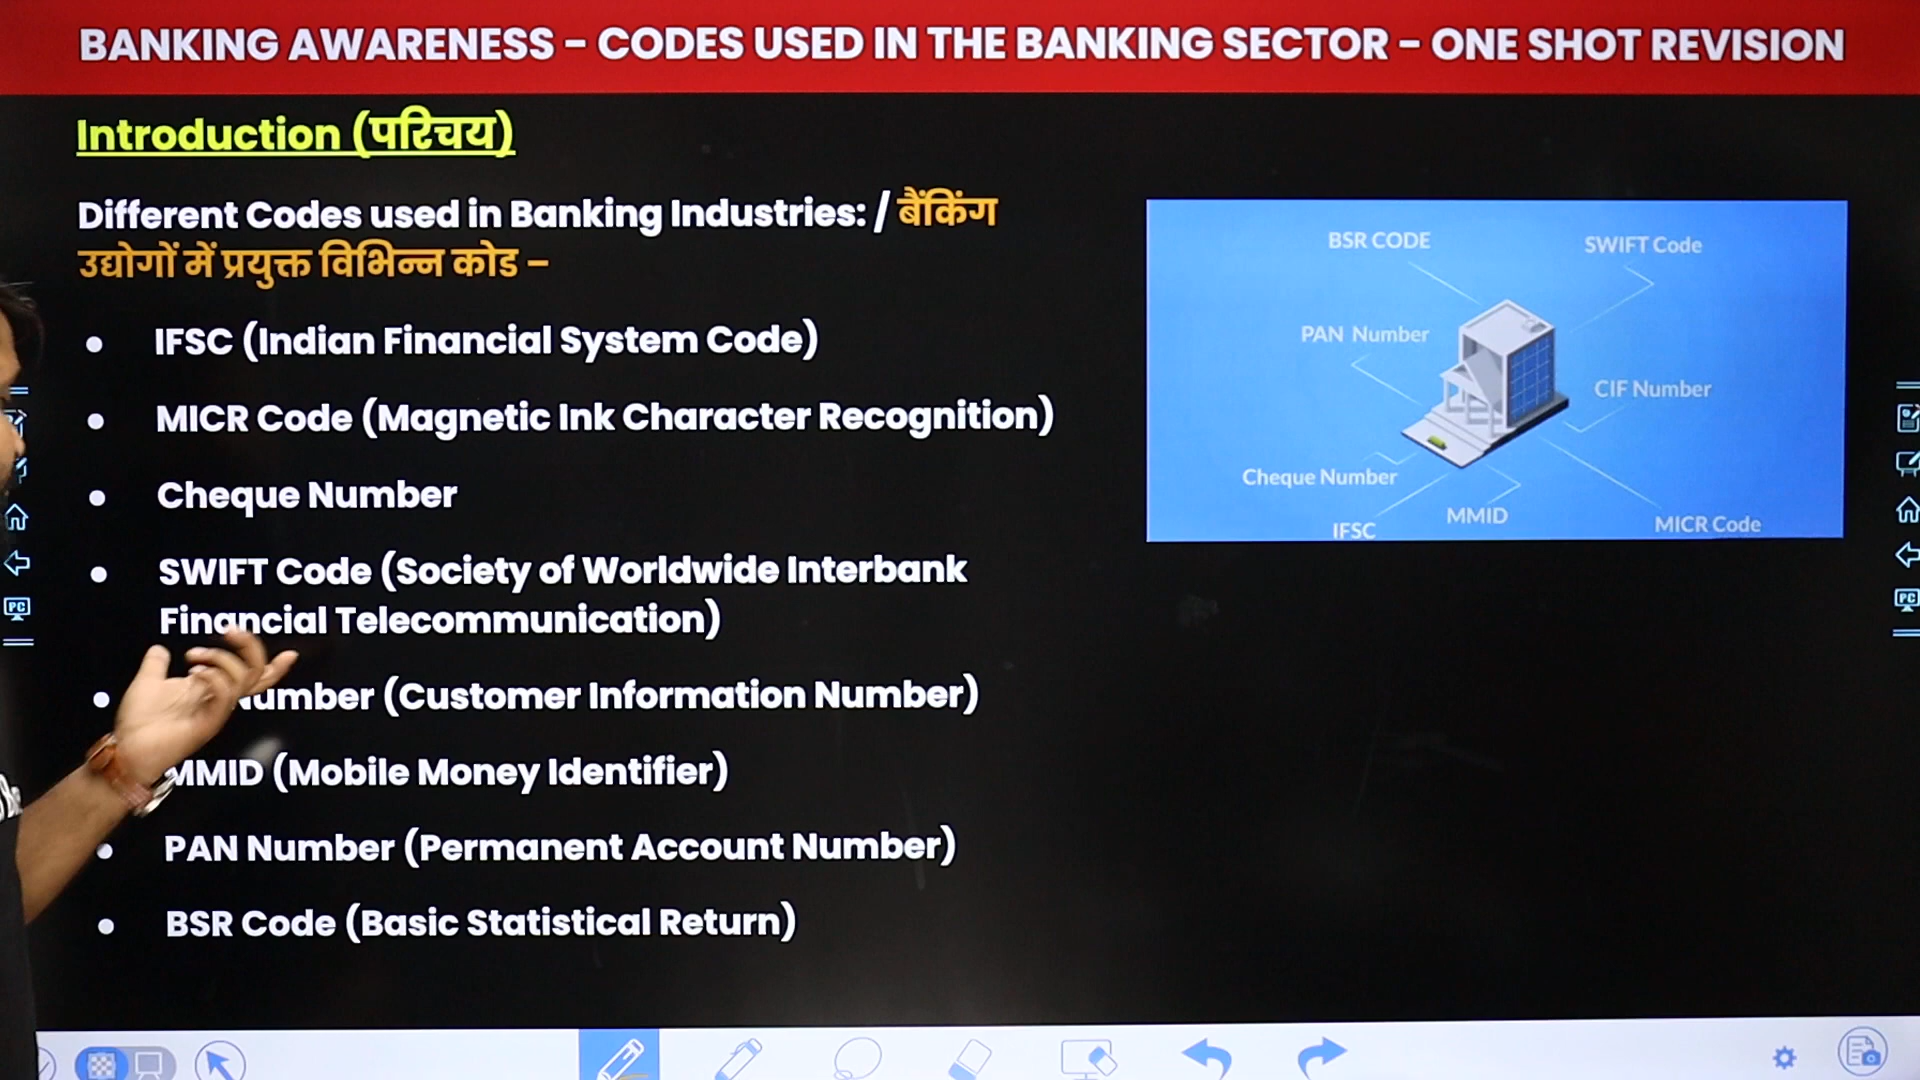 BANKING AWARENESS – CODES USED IN THE BANKING SECTOR – ONE SHOT REVISION
Introduction (परिचय)
Different Codes used in Banking Industries: / बैंकिंग
उद्योगों में प्रयुक्त विभिन्न कोड –
• IFSC (Indian Financial System Code)
• MICR Code (Magnetic Ink Character Recognition)
• Cheque Number
• SWIFT Code (Society of Worldwide Interbank
Financial Telecommunication)
• Number (Customer Information Number)
MMID (Mobile Money Identifier)
• PAN Number (Permanent Account Number)
• BSR Code (Basic Statistical Return)
BSR CODE
SWIFT Code
PAN Number
CIF Number
Cheque Number
MMID
IFSC
MICR Code
PC
PC